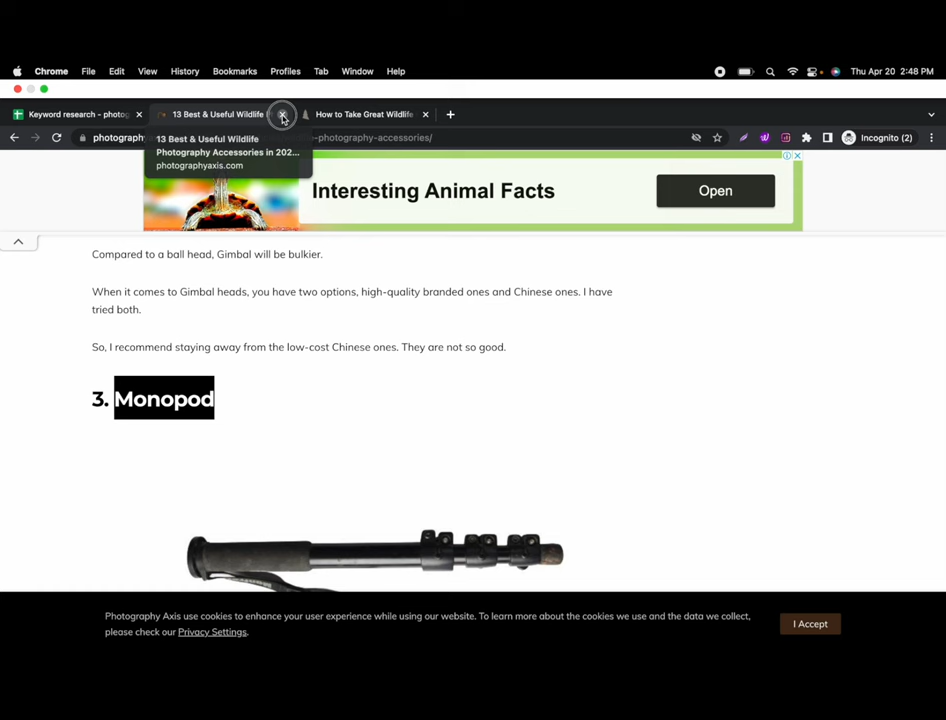 Chrome File Edit View History Bookmarks Profiles Tab Window Help Thu Apr 20 2:48 PM
Keyword research - photog 13 Best & Useful Wildlife How to Take Great Wildlife
photography -photography-accessories/ Incognito (2)
13 Best & Useful Wildlife
Photography Accessories in 202...
photographyaxis.com
Interesting Animal Facts
Open
Compared to a ball head, Gimbal will be bulkier.
When it comes to Gimbal heads, you have two options, high-quality branded ones and Chinese ones. I have
tried both.
So, I recommend staying away from the low-cost Chinese ones. They are not so good.
3. Monopod
Photography Axis use cookies to enhance your user experience while using our website. To learn more about the cookies we use and the data we collect,
please check our Privacy Settings.
I Accept